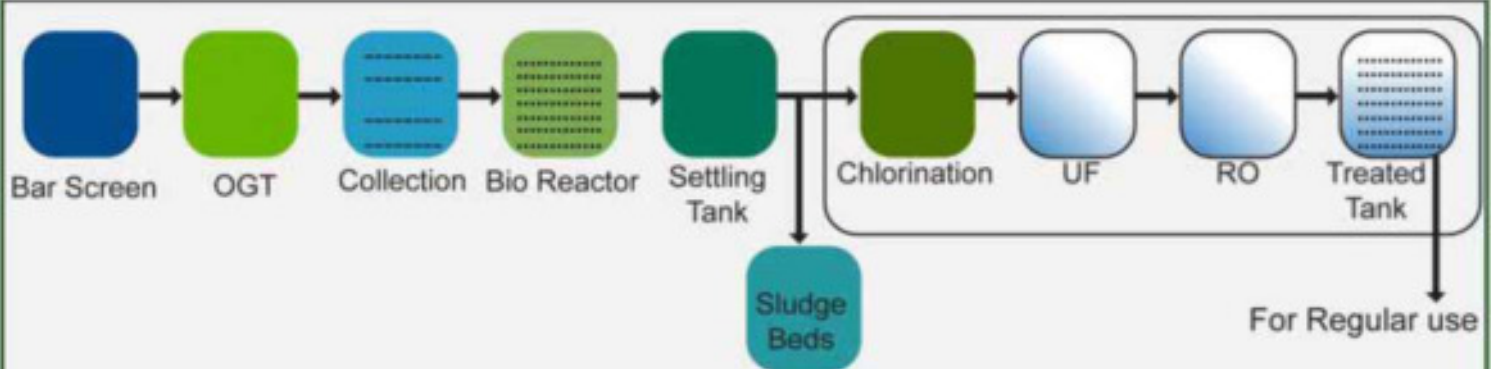 Bar Screen
OGT
Collection
Bio Reactor
Settling
Tank
Chlorination
UF
RO
Treated
Tank
Sludge
Beds
For Regular use